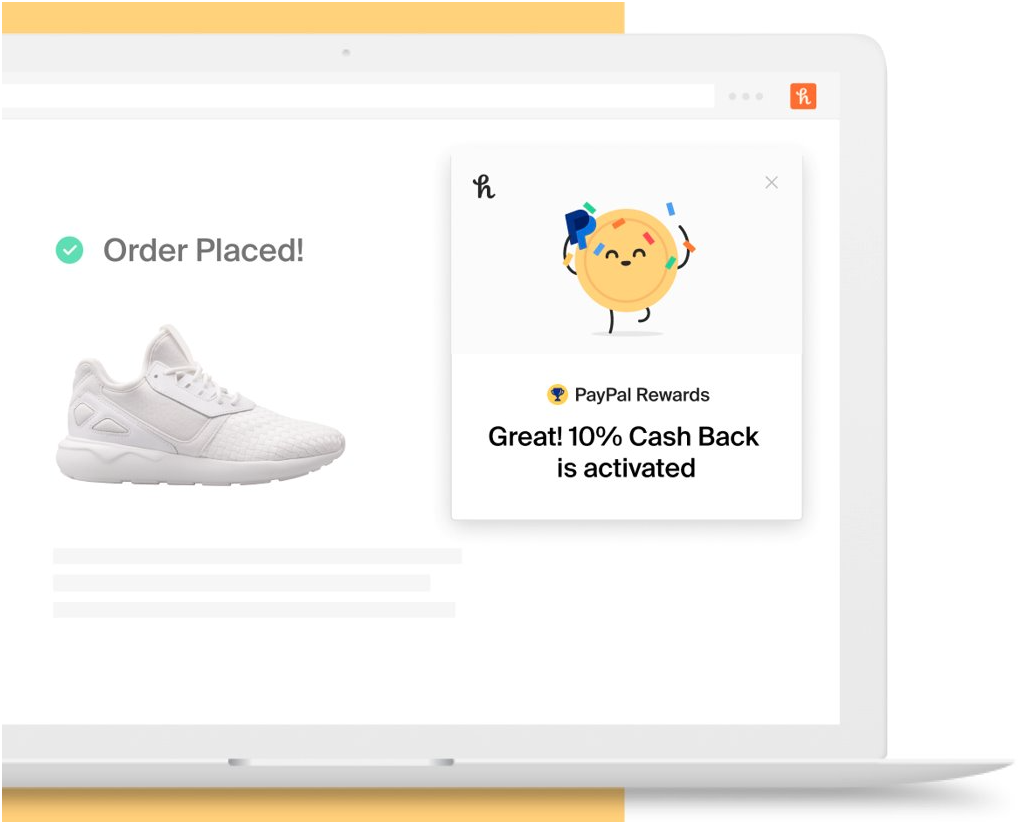 h
Order Placed!
h
P
PayPal Rewards
Great! 10% Cash Back
is activated